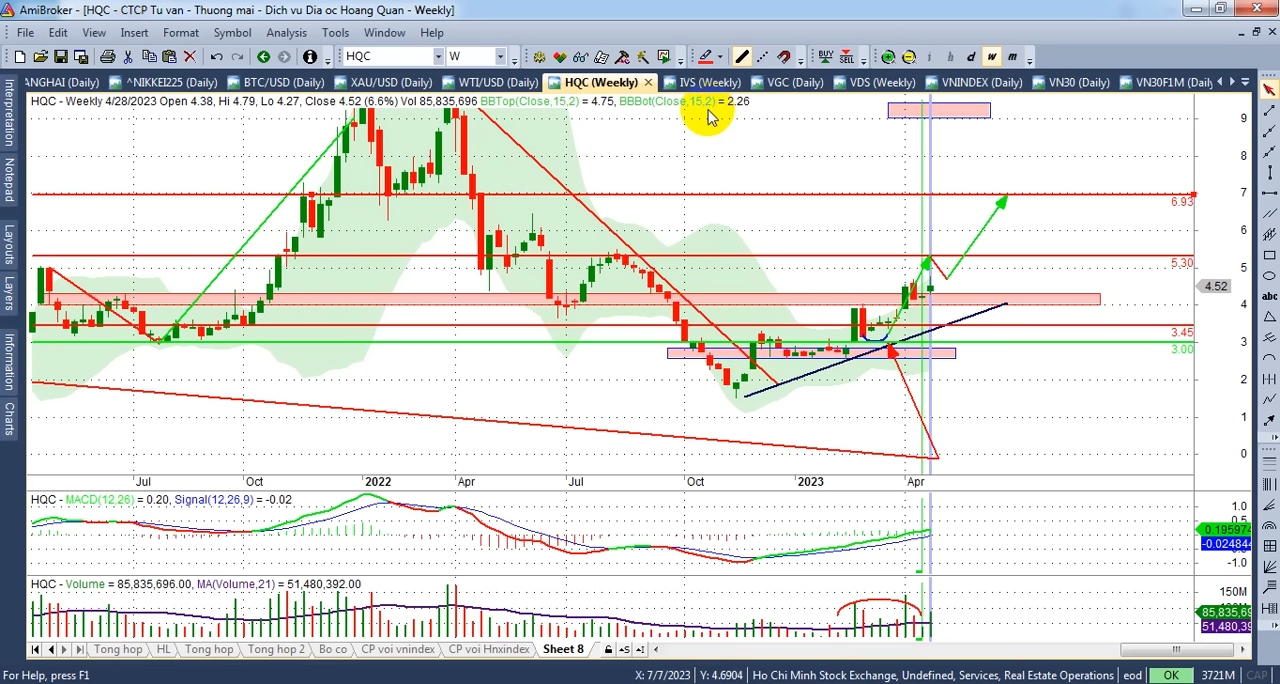 AmiBroker - [HQC - CTCP Tu van - Thuong mai - Dich vu Dia oc Hoang Quan - Weekly]
File Edit View Insert Format Symbol Analysis Tools Window Help
HQC W BUY SELL i h d w m
ANGHAI (Daily) ^NIKKEI225 (Daily) BTC/USD (Daily) XAU/USD (Daily) WTI/USD (Daily) HQC (Weekly) IVS (Weekly) VGC (Daily) VDS (Weekly) VNINDEX (Daily) VN30 (Daily) VN30F1M (Daily)
Interpretation
Notepad
Layouts
Layers
Information
Charts
HQC - Weekly 4/28/2023 Open 4.38, Hi 4.79, Lo 4.27, Close 4.52 (6.6%) Vol 85,835,696 BBTop(Close,15,2) = 4.75, BBBot(Close,15,2) = 2.26
9
8
7
6.93
6
5.30
5
4.52
4
3.45
3
3.00
2
1
0
Jul Oct 2022 Apr Jul Oct 2023 Apr
HQC - MACD(12,26) = 0.20, Signal(12,26,9) = -0.02
1.0
0.5
0.195974
-0.024844
-1.0
HQC - Volume = 85,835,696.00, MA(Volume,21) = 51,480,392.00
150M
85,835,69
51,480,39
abc
Tong hop HL Tong hop Tong hop 2 Bo co CP voi vnindex CP voi Hnxindex Sheet 8
For Help, press F1 X: 7/7/2023 Y: 4.6904 Ho Chi Minh Stock Exchange, Undefined, Services, Real Estate Operations eod OK 3721M CAP